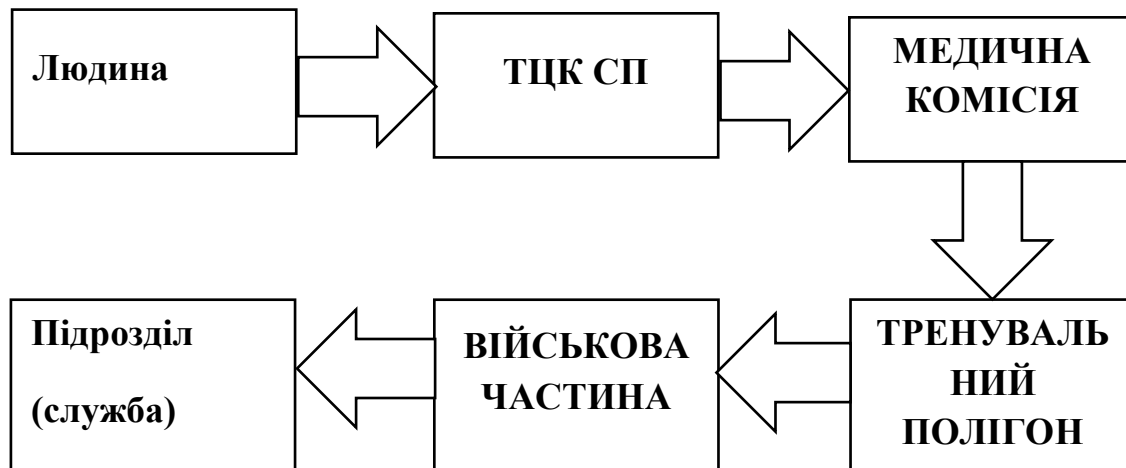 Людина
ТЦК СП
МЕДИЧНА
КОМІСІЯ
ТРЕНУВАЛЬ
НИЙ
ПОЛІГОН
ВІЙСЬКОВА
ЧАСТИНА
Підрозділ
(служба)